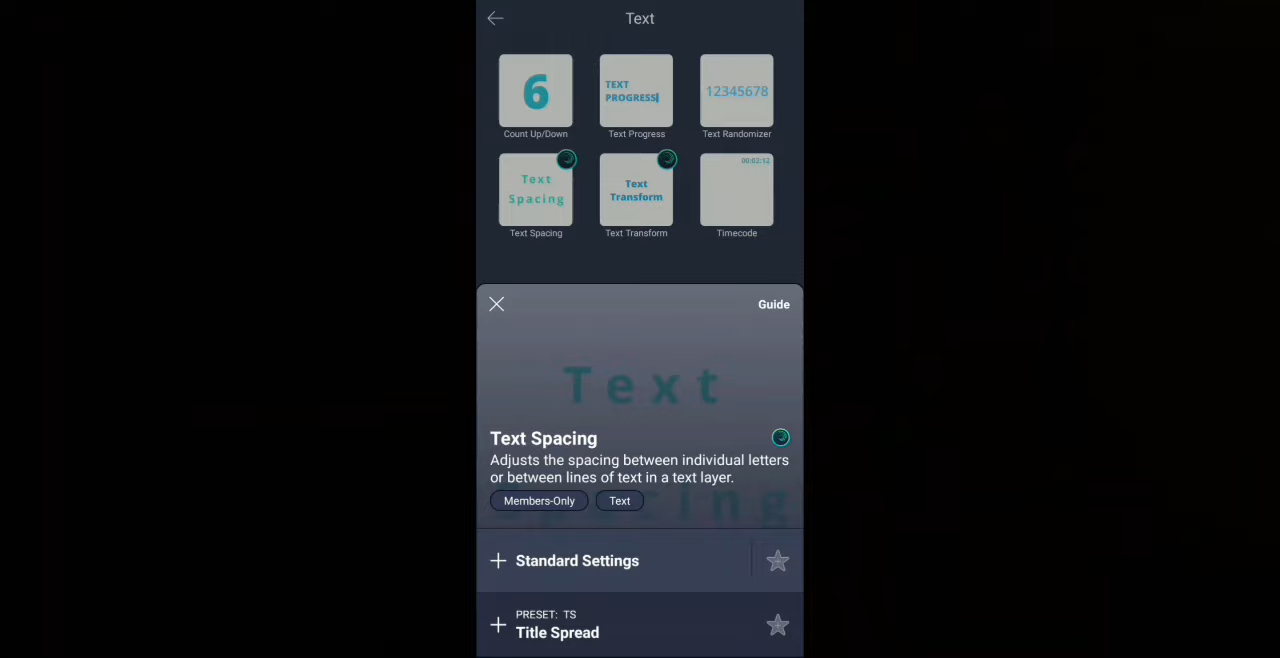 Text
6
TEXT
PROGRESS
12345678
Count Up/Down
Text Progress
Text Randomizer
Text
Spacing
Text
Transform
00:02:12
Text Spacing
Text Transform
Timecode
Guide
Text
Text Spacing
Adjusts the spacing between individual letters
or between lines of text in a text layer.
Spacing
Members-Only
Text
Standard Settings
PRESET: TS
Title Spread